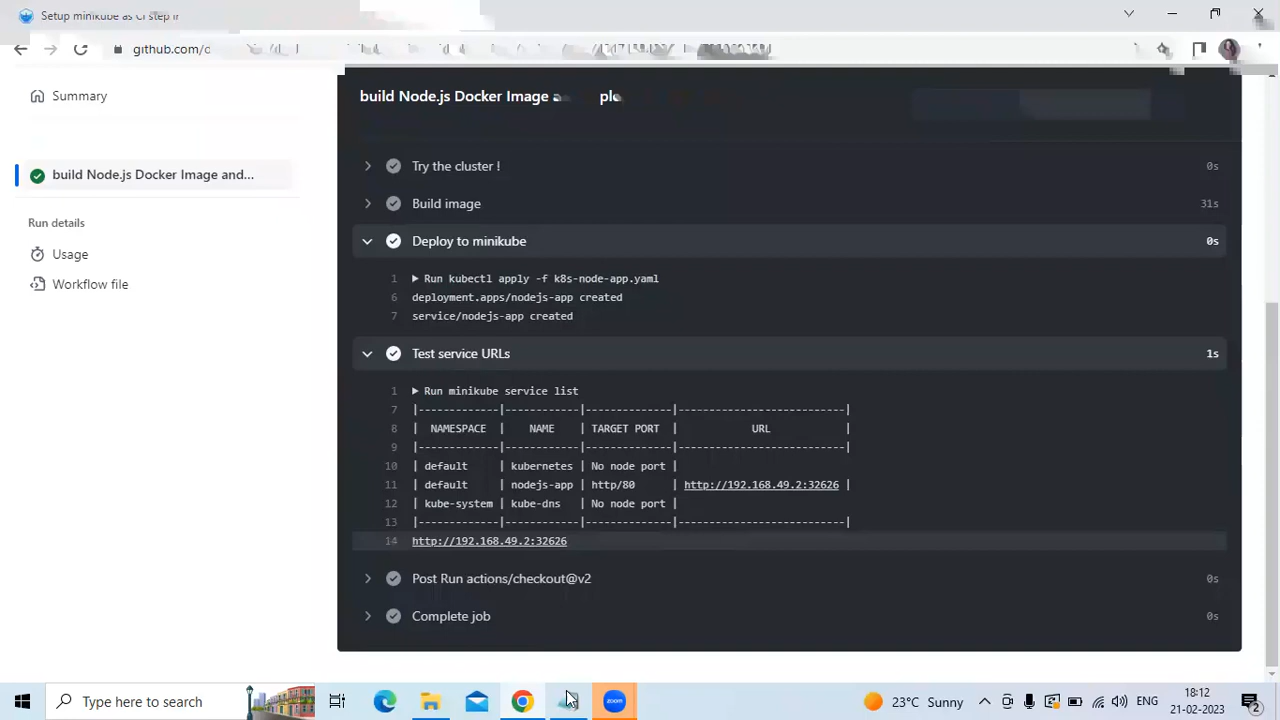 Setup minikube as CI step in
github.com/
Summary
build Node.js Docker Image
Try the cluster ! 0s
build Node.js Docker Image and...
Build image 31s
Run details
Deploy to minikube 0s
Usage
1 ▶ Run kubectl apply -f k8s-node-app.yaml
Workflow file
6 deployment.apps/nodejs-app created
7 service/nodejs-app created
Test service URLs 1s
1 ▶ Run minikube service list
7 |-------------|------------|--------------|---------------------------|
8 | NAMESPACE | NAME | TARGET PORT | URL |
9 |-------------|------------|--------------|---------------------------|
10 | default | kubernetes | No node port |
11 | default | nodejs-app | http/80 | http://192.168.49.2:32626 |
12 | kube-system | kube-dns | No node port |
13 |-------------|------------|--------------|---------------------------|
14 http://192.168.49.2:32626
Post Run actions/checkout@v2 0s
Complete job 0s
Type here to search
zoom
23°C Sunny
ENG
18:12
21-02-2023
2